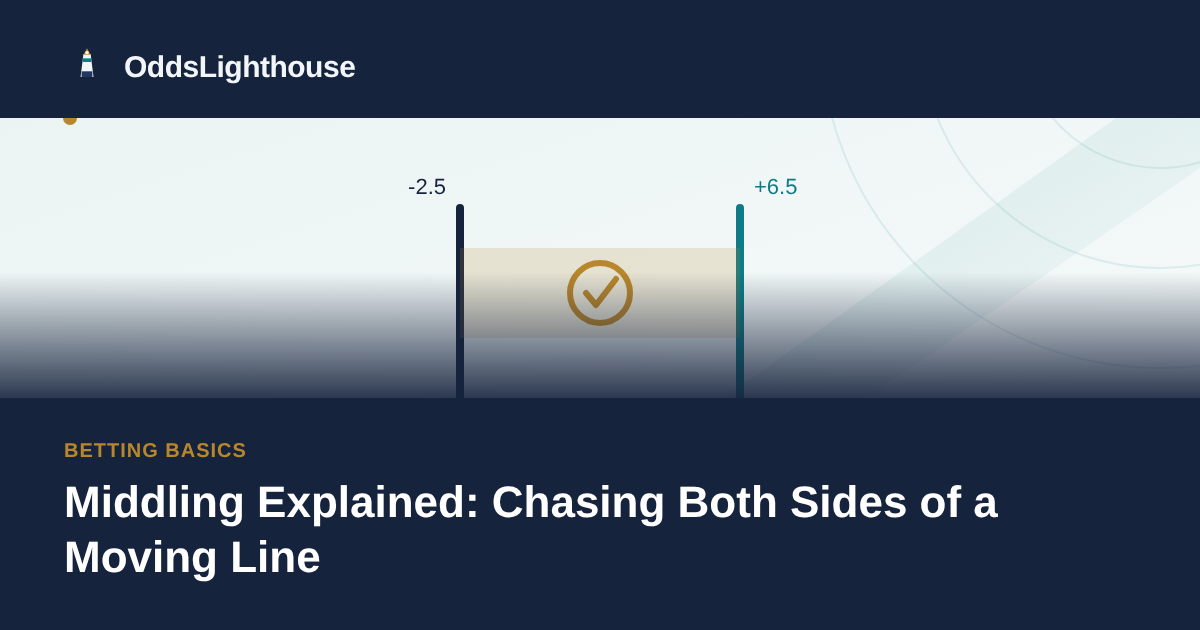 OddsLighthouse
-2.5
+6.5
BETTING BASICS
Middling Explained: Chasing Both Sides of a
Moving Line